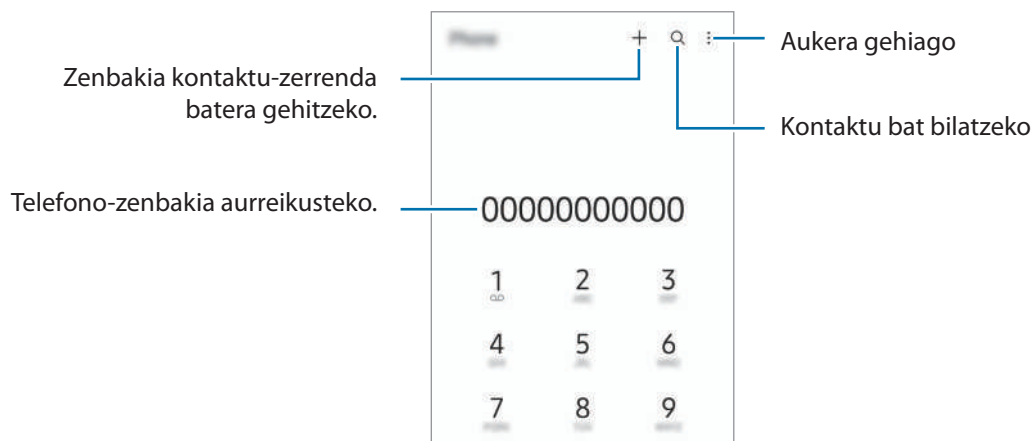 Aukera gehiago
Zenbakia kontaktu-zerrenda
batera gehitzeko.
Kontaktu bat bilatzeko
Telefono-zenbakia aurreikusteko.
00000000000
1 2 3
4 5 6
7 8 9